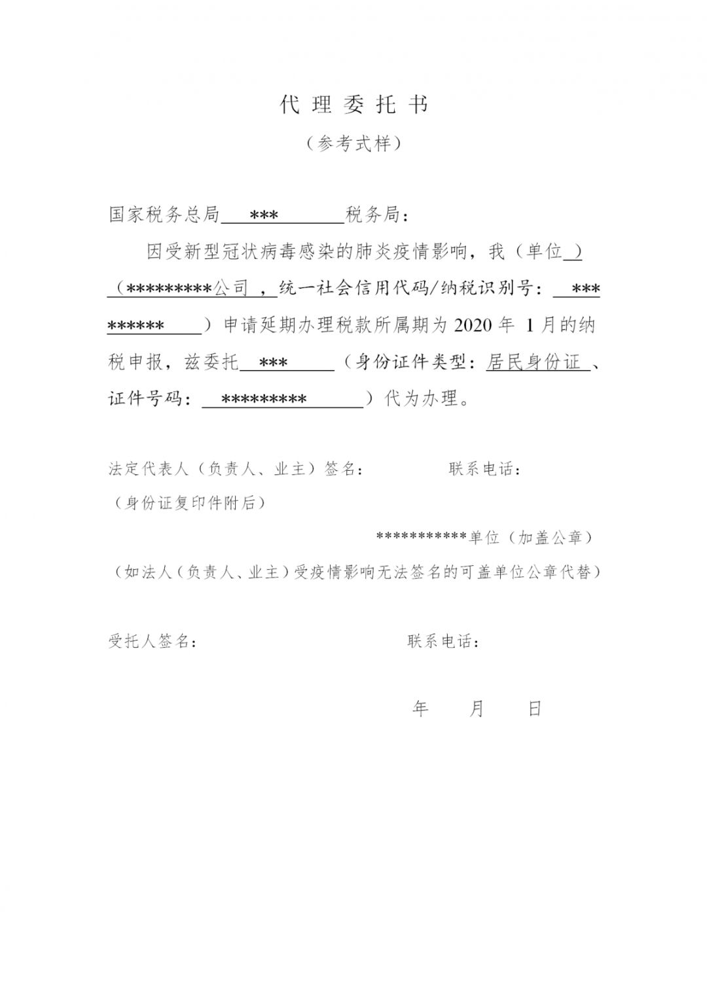 代 理 委 托 书
（参考式样）
国家税务总局 *** 税务局：
因受新型冠状病毒感染的肺炎疫情影响，我（单位 ）
（*********公司 ，统一社会信用代码/纳税识别号： ***
****** ）申请延期办理税款所属期为 2020 年 1 月的纳
税申报，兹委托 *** （身份证件类型：居民身份证 、
证件号码： ********* ）代为办理。
法定代表人（负责人、业主）签名： 联系电话：
（身份证复印件附后）
***********单位（加盖公章）
（如法人（负责人、业主）受疫情影响无法签名的可盖单位公章代替）
受托人签名： 联系电话：
年 月 日